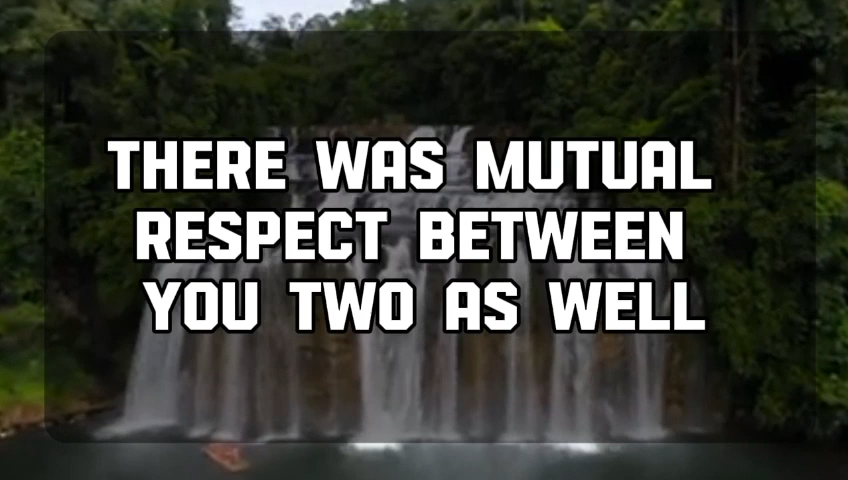 THERE WAS MUTUAL
RESPECT BETWEEN
YOU TWO AS WELL